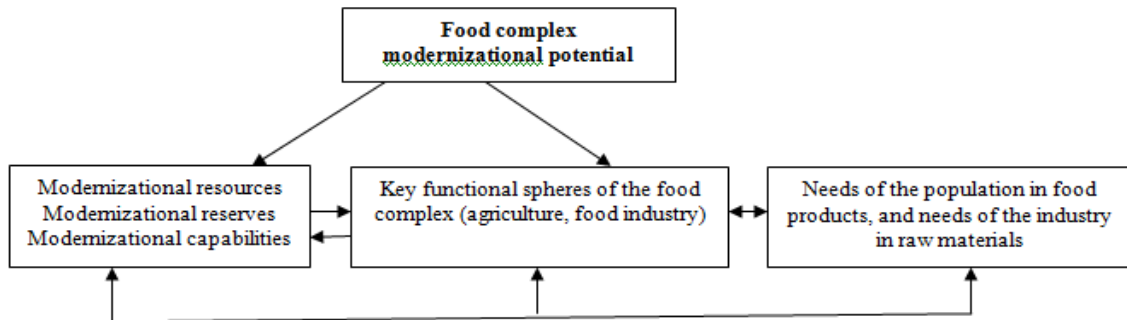 Food complex
modernizational potential
Modernizational resources
Modernizational reserves
Modernizational capabilities
Key functional spheres of the food
complex (agriculture, food industry)
Needs of the population in food
products, and needs of the industry
in raw materials